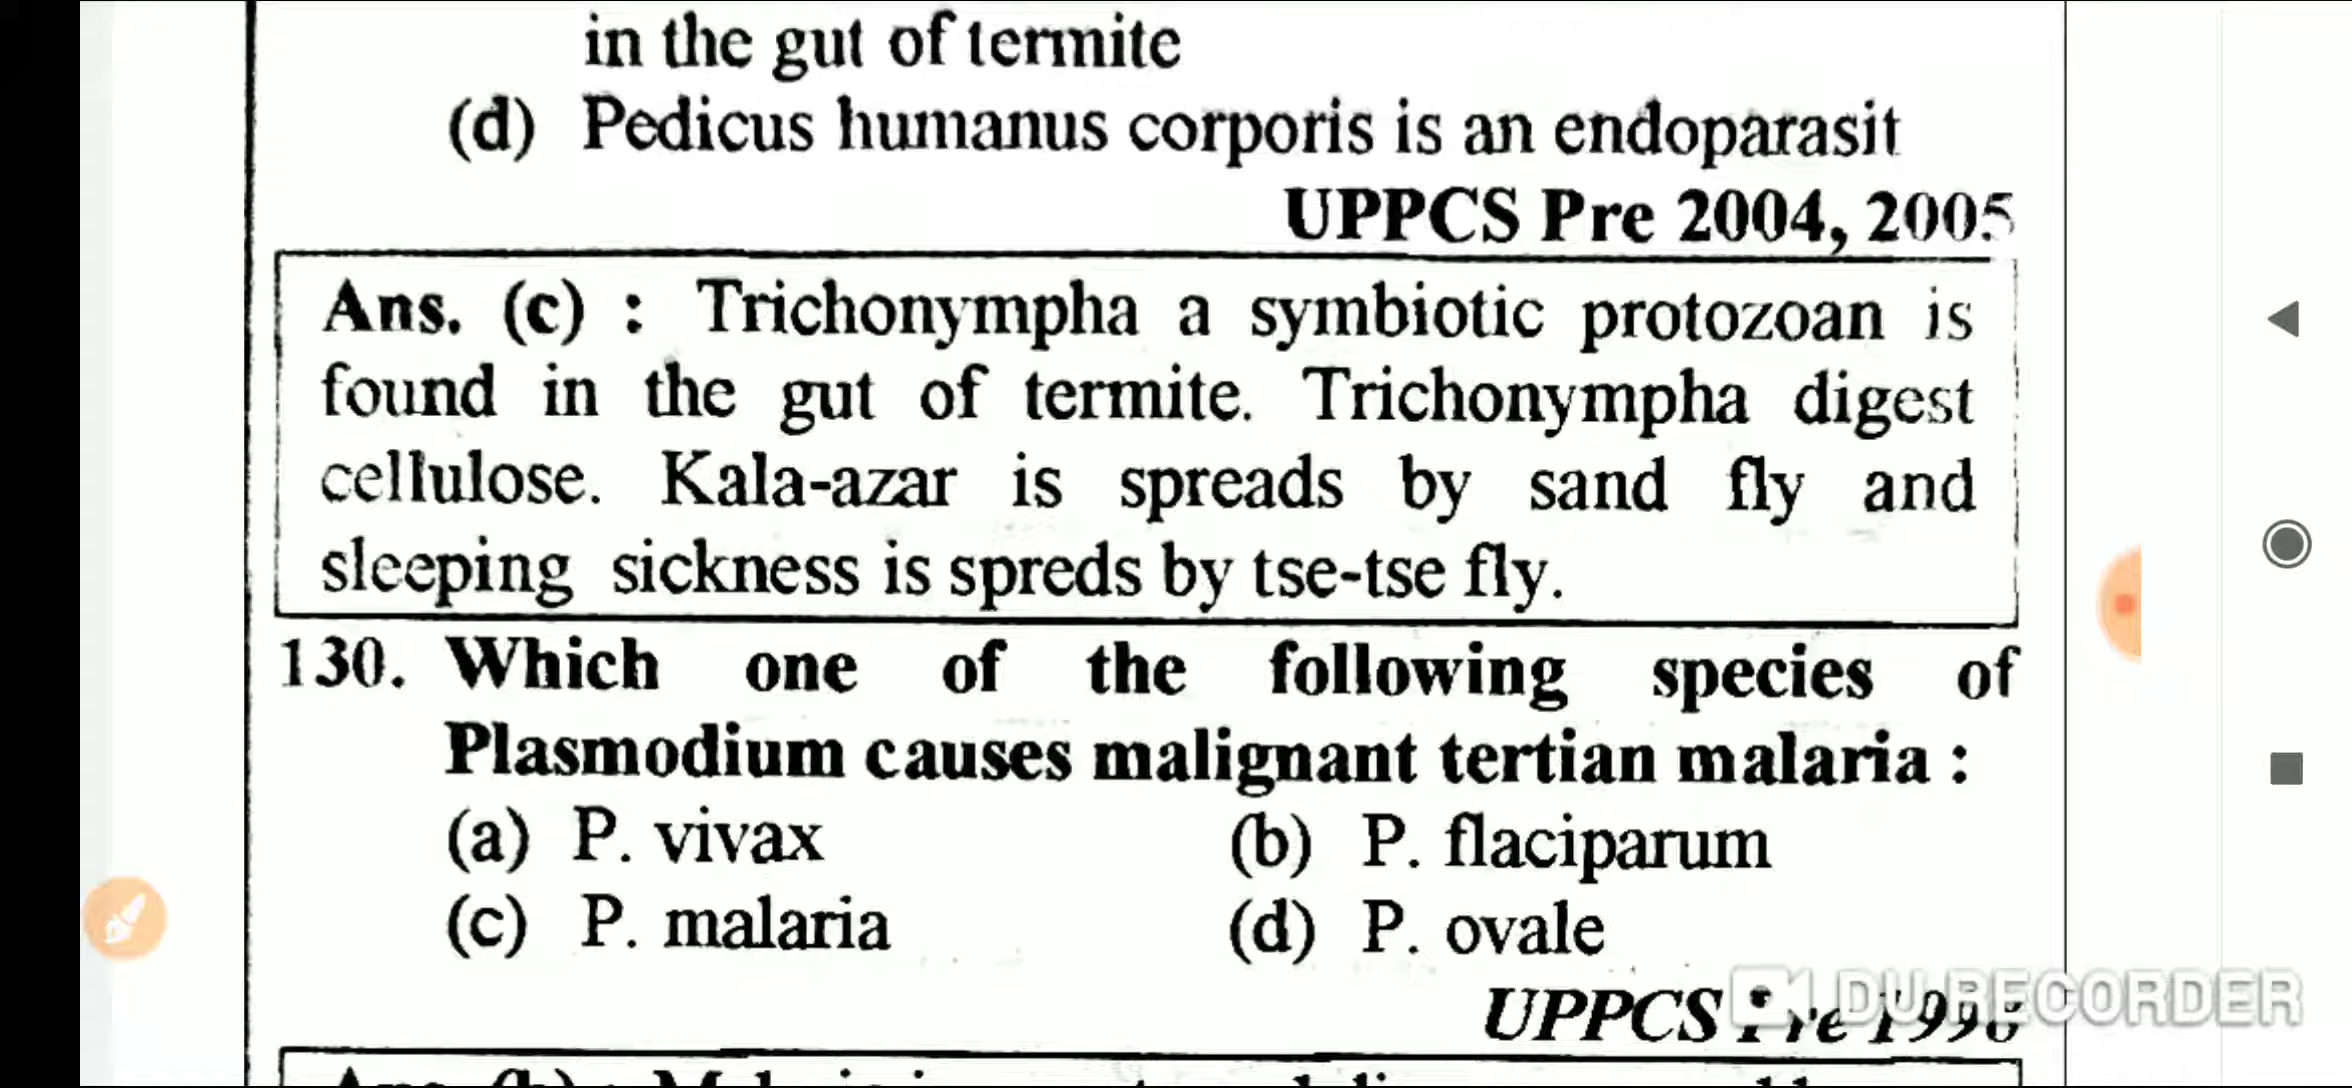 in the gut of termite
(d) Pedicus humanus corporis is an endoparasit
UPPCS Pre 2004, 2005
Ans. (c) : Trichonympha a symbiotic protozoan is
found in the gut of termite. Trichonympha digest
cellulose. Kala-azar is spreads by sand fly and
sleeping sickness is spreds by tse-tse fly.
130. Which one of the following species of
Plasmodium causes malignant tertian malaria :
(a) P. vivax (b) P. flaciparum
(c) P. malaria (d) P. ovale
UPPCS Pre
DU RECORDER